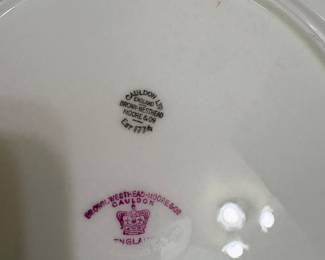 CAULDON LTD
ENGLAND
BROWN-WESTHEAD
MOORE & Co
EST 1774
BROWN-WESTHEAD-MOORE & Co
CAULDON
ENGLAND